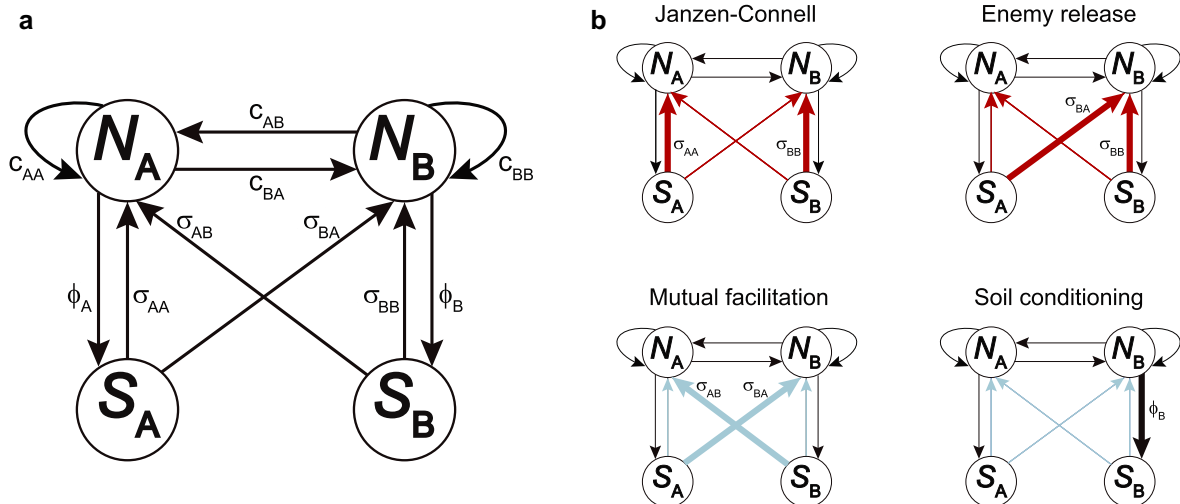 a
N_A
N_B
c_AB
c_BA
c_AA
c_BB
σ_AB
σ_BA
ϕ_A
σ_AA
σ_BB
ϕ_B
S_A
S_B
b
Janzen-Connell
N_A
N_B
σ_AA
σ_BB
S_A
S_B
Enemy release
N_A
N_B
σ_BA
σ_BB
S_A
S_B
Mutual facilitation
N_A
N_B
σ_AB
σ_BA
S_A
S_B
Soil conditioning
N_A
N_B
ϕ_B
S_A
S_B